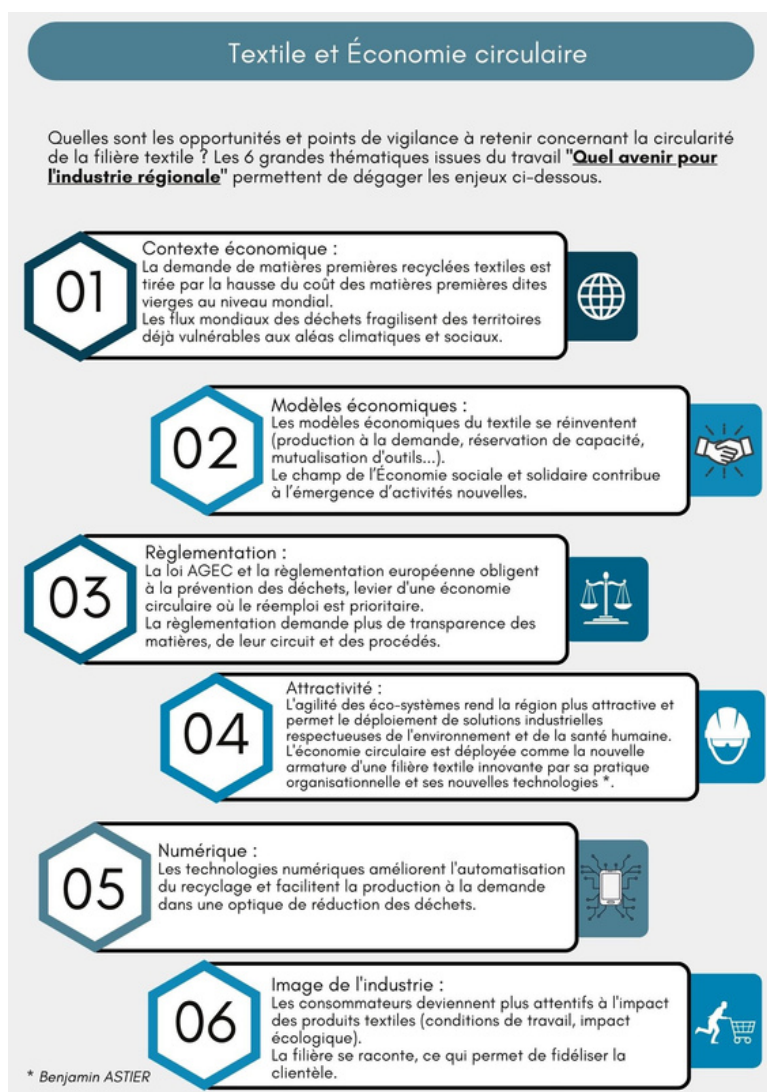 Textile et Économie circulaire
Quelles sont les opportunités et points de vigilance à retenir concernant la circularité
de la filière textile ? Les 6 grandes thématiques issues du travail "Quel avenir pour
l'industrie régionale" permettent de dégager les enjeux ci-dessous.
01
Contexte économique :
La demande de matières premières recyclées textiles est
tirée par la hausse du coût des matières premières dites
vierges au niveau mondial.
Les flux mondiaux des déchets fragilisent des territoires
déjà vulnérables aux aléas climatiques et sociaux.
02
Modèles économiques :
Les modèles économiques du textile se réinventent
(production à la demande, réservation de capacité,
mutualisation d'outils...).
Le champ de l'Économie sociale et solidaire contribue
à l'émergence d'activités nouvelles.
03
Règlementation :
La loi AGEC et la règlementation européenne obligent
à la prévention des déchets, levier d'une économie
circulaire où le réemploi est prioritaire.
La règlementation demande plus de transparence des
matières, de leur circuit et des procédés.
04
Attractivité :
L'agilité des éco-systèmes rend la région plus attractive et
permet le déploiement de solutions industrielles
respectueuses de l'environnement et de la santé humaine.
L'économie circulaire est déployée comme la nouvelle
armature d'une filière textile innovante par sa pratique
organisationnelle et ses nouvelles technologies *.
05
Numérique :
Les technologies numériques améliorent l'automatisation
du recyclage et facilitent la production à la demande
dans une optique de réduction des déchets.
06
Image de l'industrie :
Les consommateurs deviennent plus attentifs à l'impact
des produits textiles (conditions de travail, impact
écologique).
La filière se raconte, ce qui permet de fidéliser la
clientèle.
* Benjamin ASTIER